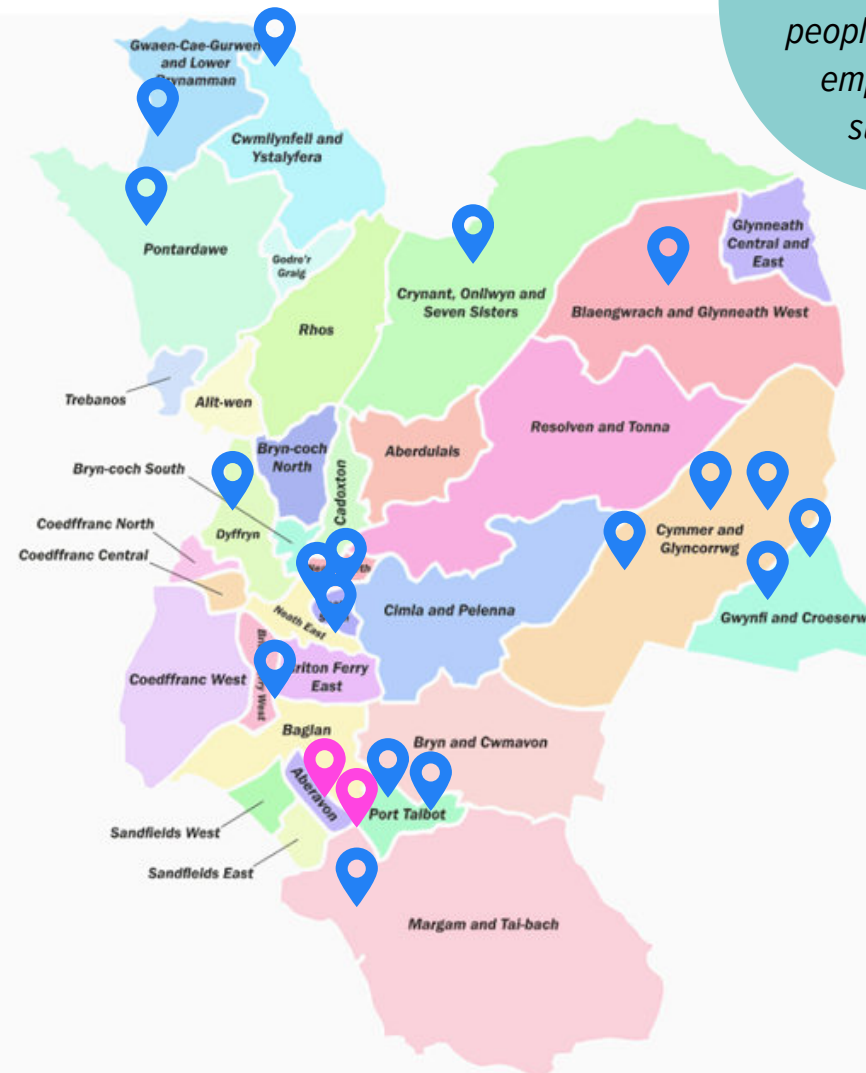 people
emp
su
Gwaen-Cae-Gurwen
and Lower
Brynamman
Cwmllynfell and
Ystalyfera
Pontardawe
Godre'r
Graig
Glynneath
Central and
East
Crynant, Onllwyn and
Seven Sisters
Blaengwrach and Glynneath West
Rhos
Trebanos
Allt-wen
Resolven and Tonna
Bryn-coch
North
Aberdulais
Bryn-coch South
Cadoxton
Coedffranc North
Dyffryn
Cymmer and
Glyncorrwg
Coedffranc Central
Cimla and Pelenna
Gwynfi and Croeserw
Neath East
Coedffranc West
Briton Ferry
East
Baglan
Bryn and Cwmavon
Aberavon
Port Talbot
Sandfields West
Sandfields East
Margam and Tai-bach